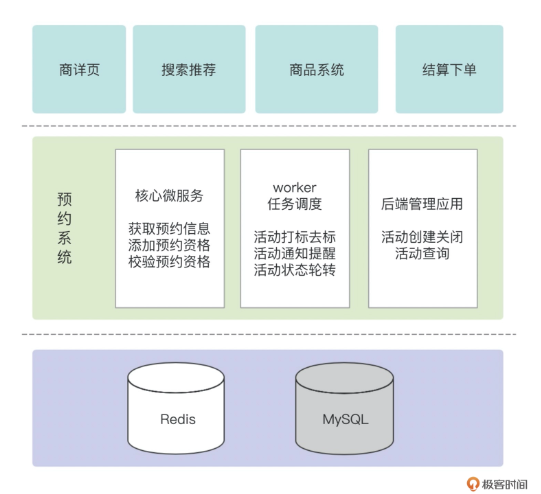 商详页
搜索推荐
商品系统
结算下单
预
约
系
统
核心微服务
获取预约信息
添加预约资格
校验预约资格
worker
任务调度
活动打标去标
活动通知提醒
活动状态轮转
后端管理应用
活动创建关闭
活动查询
Redis
MySQL
极客时间